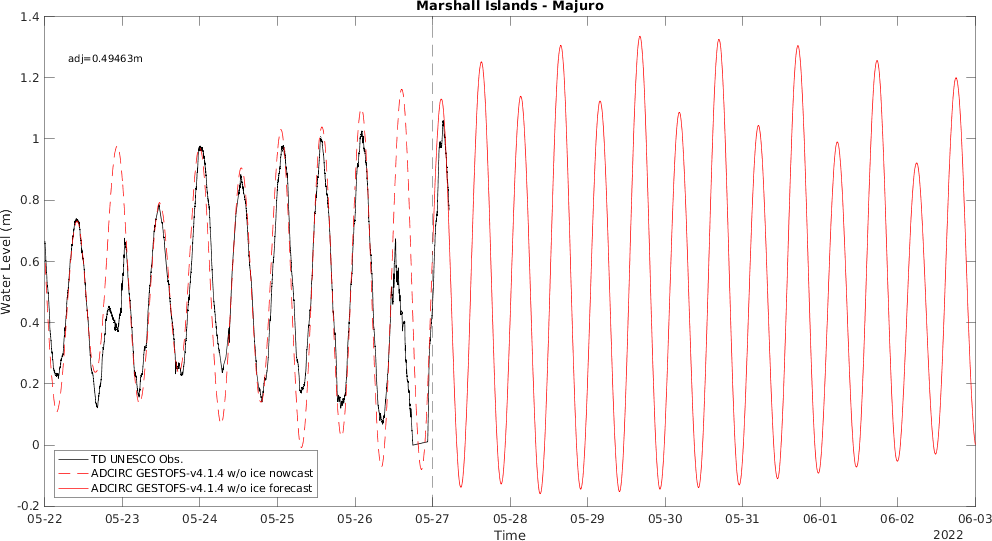 Marshall Islands - Majuro
adj=0.49463m
Water Level (m)
1.4
1.2
1
0.8
0.6
0.4
0.2
0
-0.2
TD UNESCO Obs.
ADCIRC GESTOFS-v4.1.4 w/o ice nowcast
ADCIRC GESTOFS-v4.1.4 w/o ice forecast
05-22 05-23 05-24 05-25 05-26 05-27 05-28 05-29 05-30 05-31 06-01 06-02 06-03
Time
2022